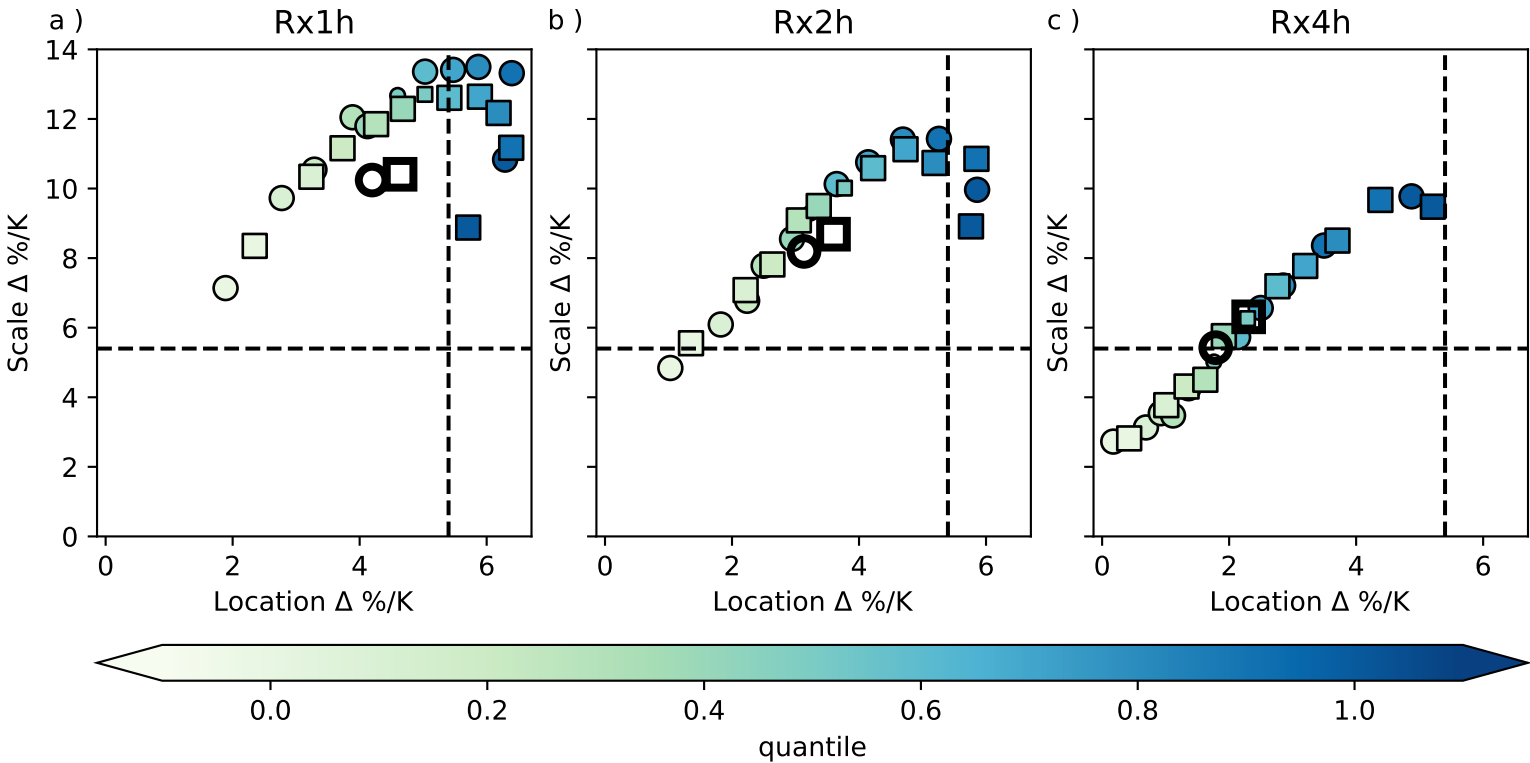 a ) Rx1h b ) Rx2h c ) Rx4h
14
12
10
8
6
4
2
0
Scale Δ %/K
Scale Δ %/K
Scale Δ %/K
0 2 4 6
0 2 4 6
0 2 4 6
Location Δ %/K
Location Δ %/K
Location Δ %/K
0.0 0.2 0.4 0.6 0.8 1.0
quantile